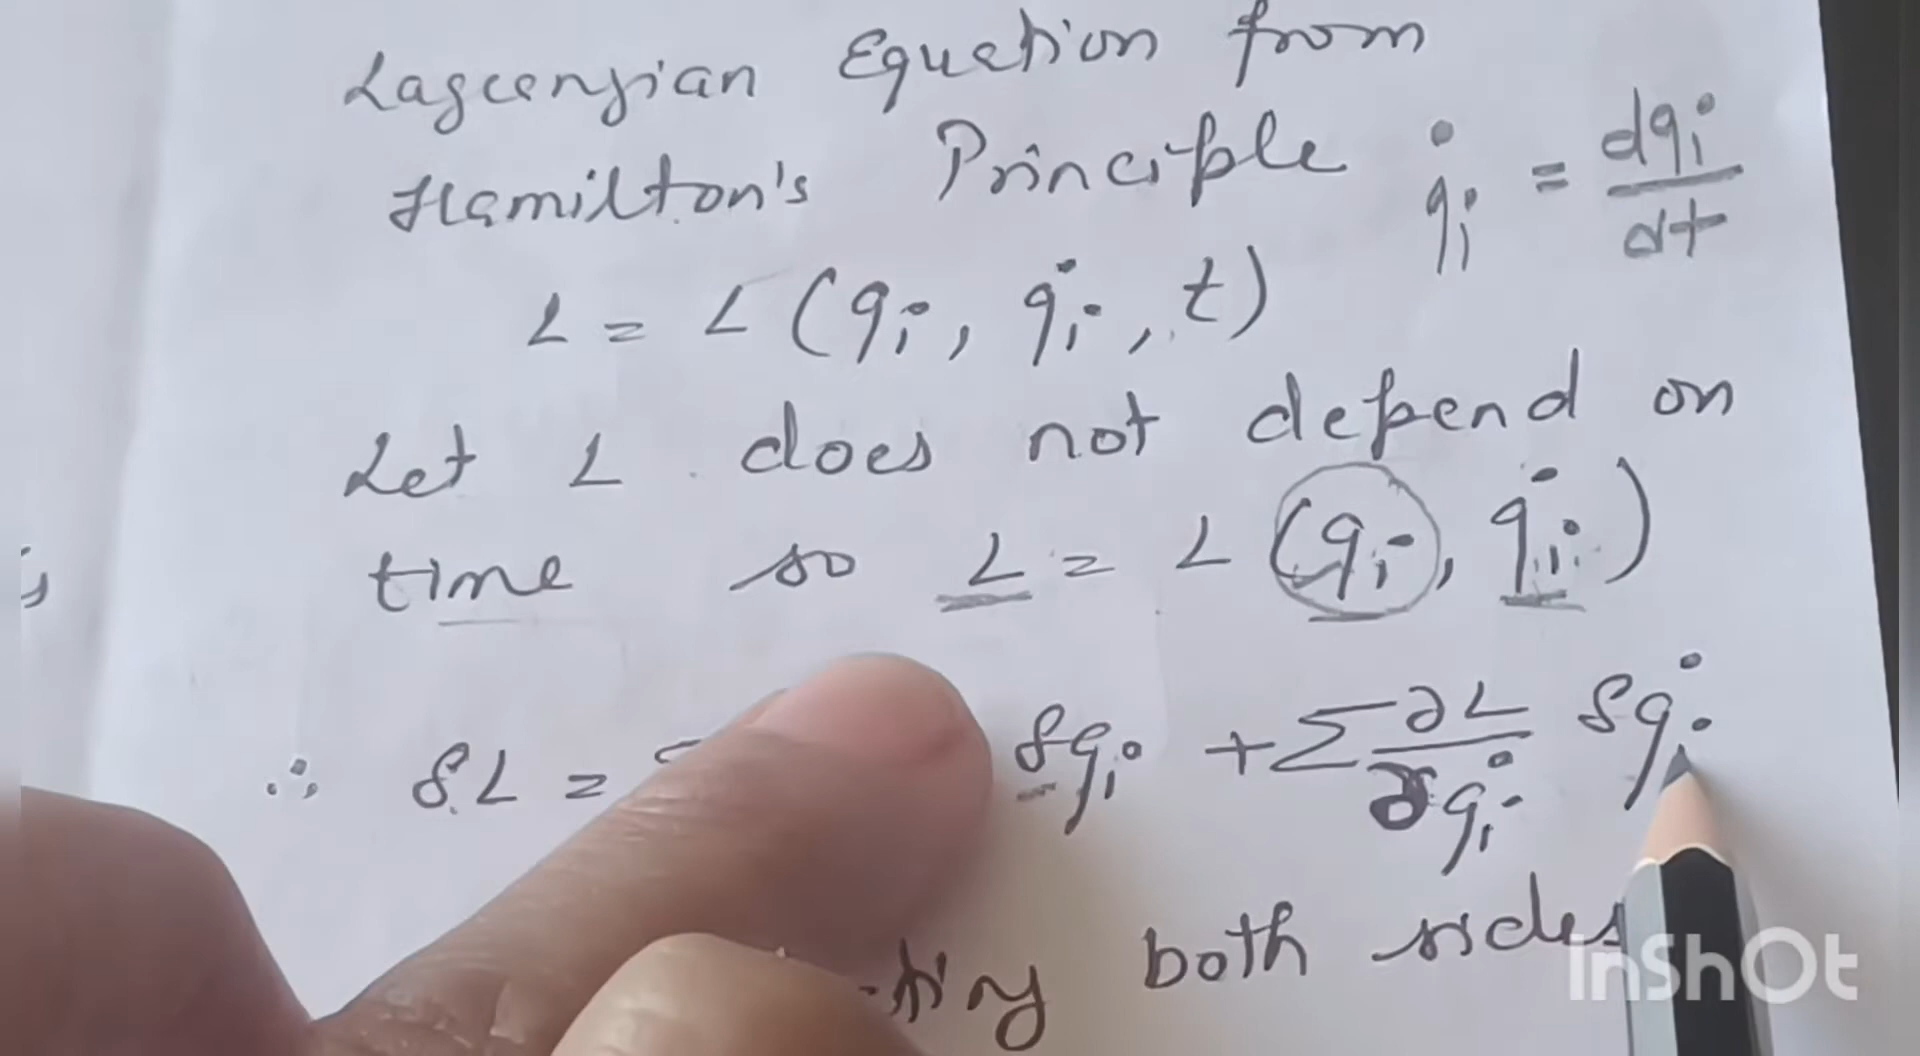 Lagrangian Equation from
Hamilton's Principle q̇i = dqi/dt
L = L (qi, q̇i, t)
Let L does not depend on
time so L = L (qi, q̇i)
∴ δL = δqi + Σ ∂L/∂q̇i δq̇i
both sides
InShOt